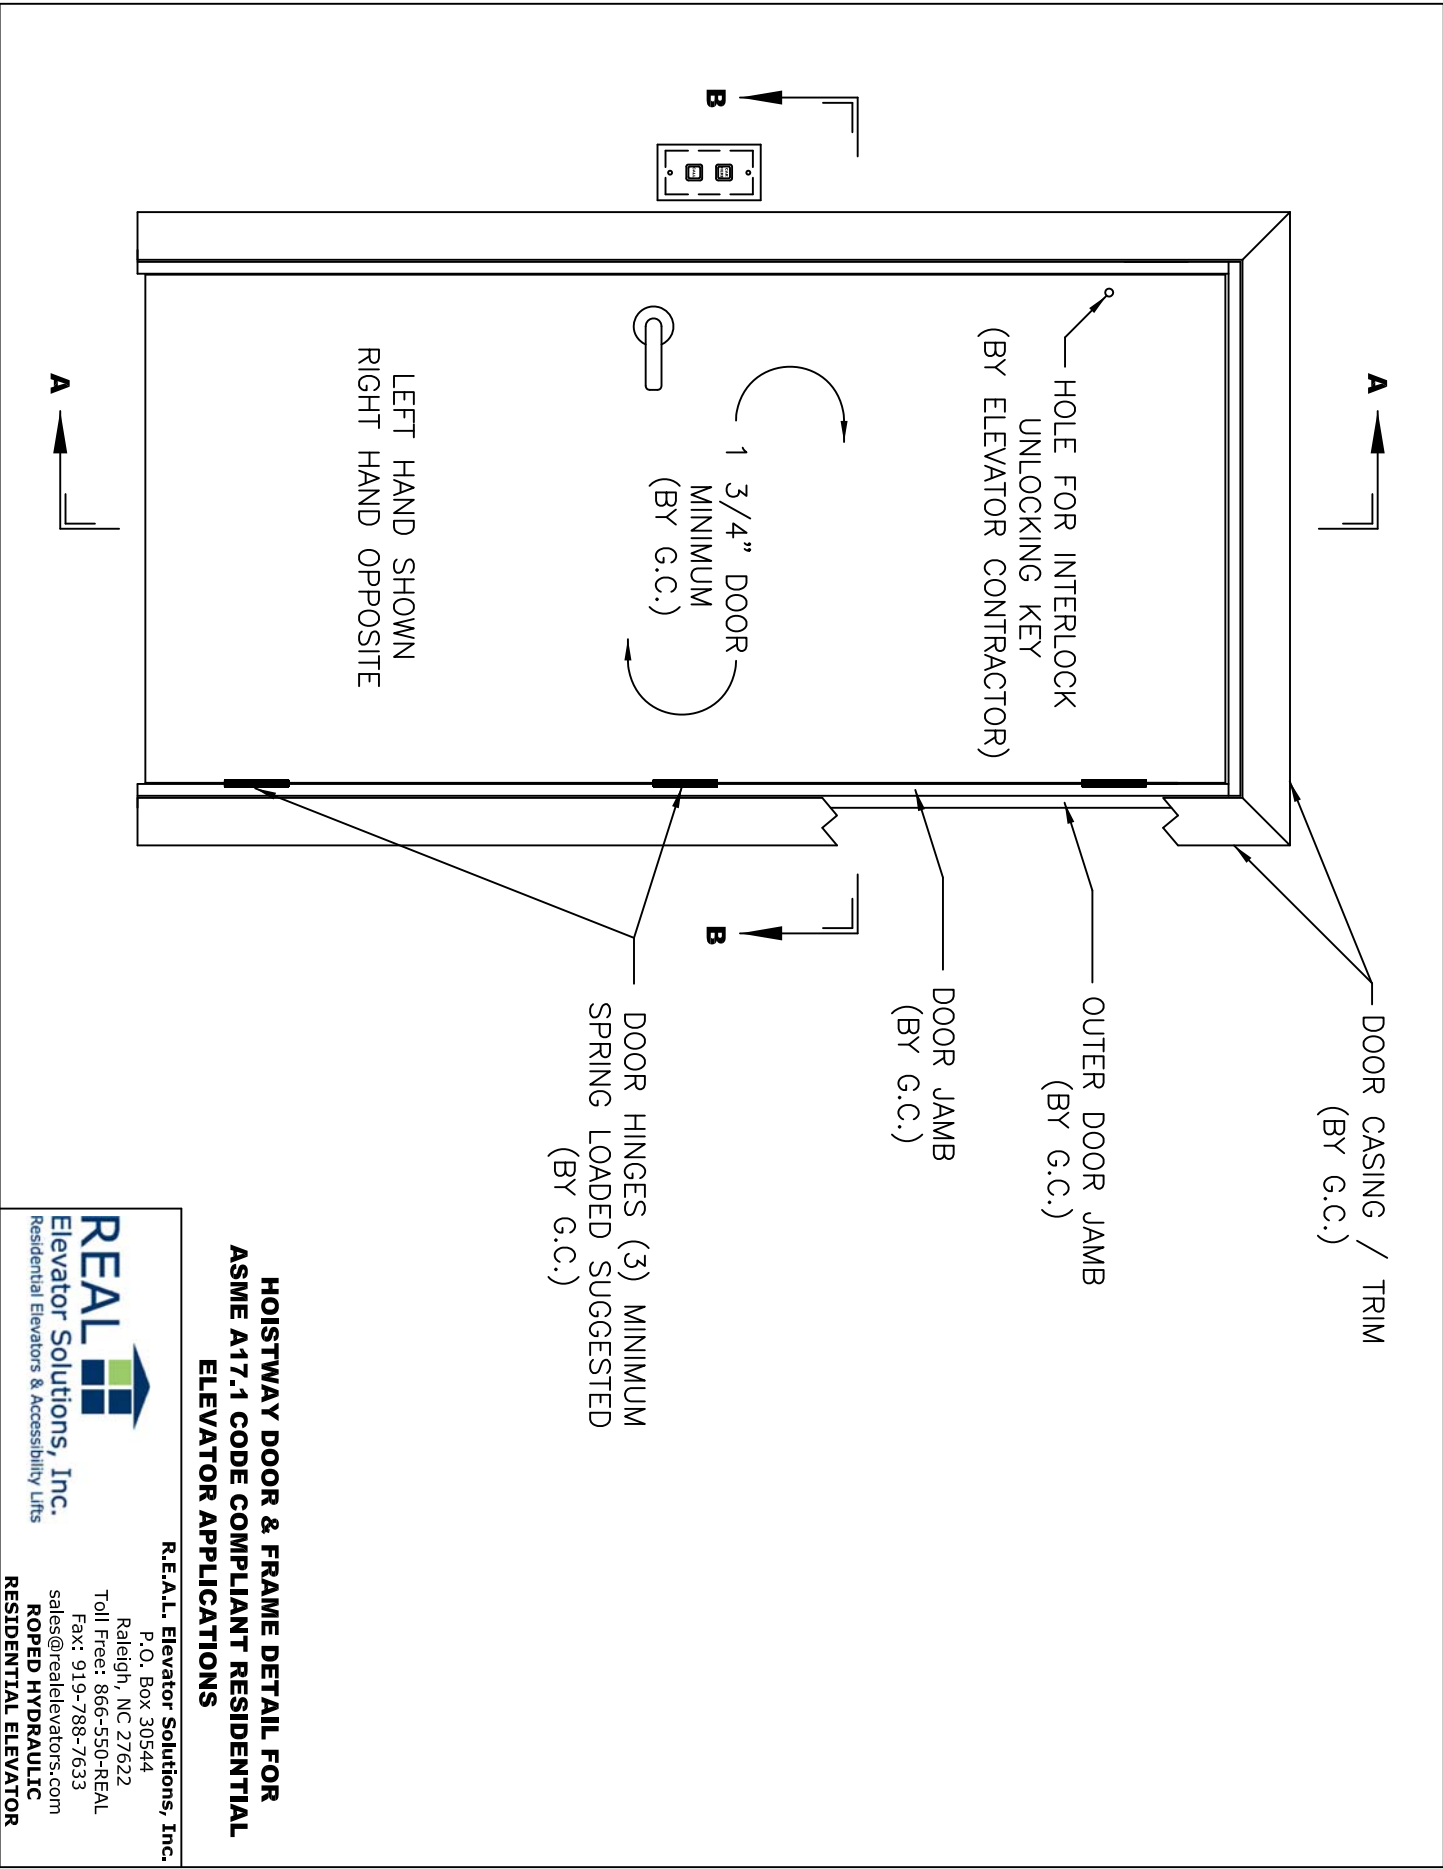 A
A
B
B
HOLE FOR INTERLOCK
UNLOCKING KEY
(BY ELEVATOR CONTRACTOR)
1 3/4" DOOR
MINIMUM
(BY G.C.)
LEFT HAND SHOWN
RIGHT HAND OPPOSITE
DOOR CASING / TRIM
(BY G.C.)
OUTER DOOR JAMB
(BY G.C.)
DOOR JAMB
(BY G.C.)
DOOR HINGES (3) MINIMUM
SPRING LOADED SUGGESTED
(BY G.C.)
HOISTWAY DOOR & FRAME DETAIL FOR
ASME A17.1 CODE COMPLIANT RESIDENTIAL
ELEVATOR APPLICATIONS
REAL
Elevator Solutions, Inc.
Residential Elevators & Accessibility Lifts
R.E.A.L. Elevator Solutions, Inc.
P.O. Box 30544
Raleigh, NC 27622
Toll Free: 866-550-REAL
Fax: 919-788-7633
sales@realelevators.com
ROPED HYDRAULIC
RESIDENTIAL ELEVATOR